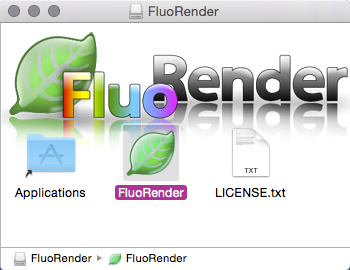 FluoRender
FluoRender
TXT
Applications
FluoRender
LICENSE.txt
FluoRender
FluoRender